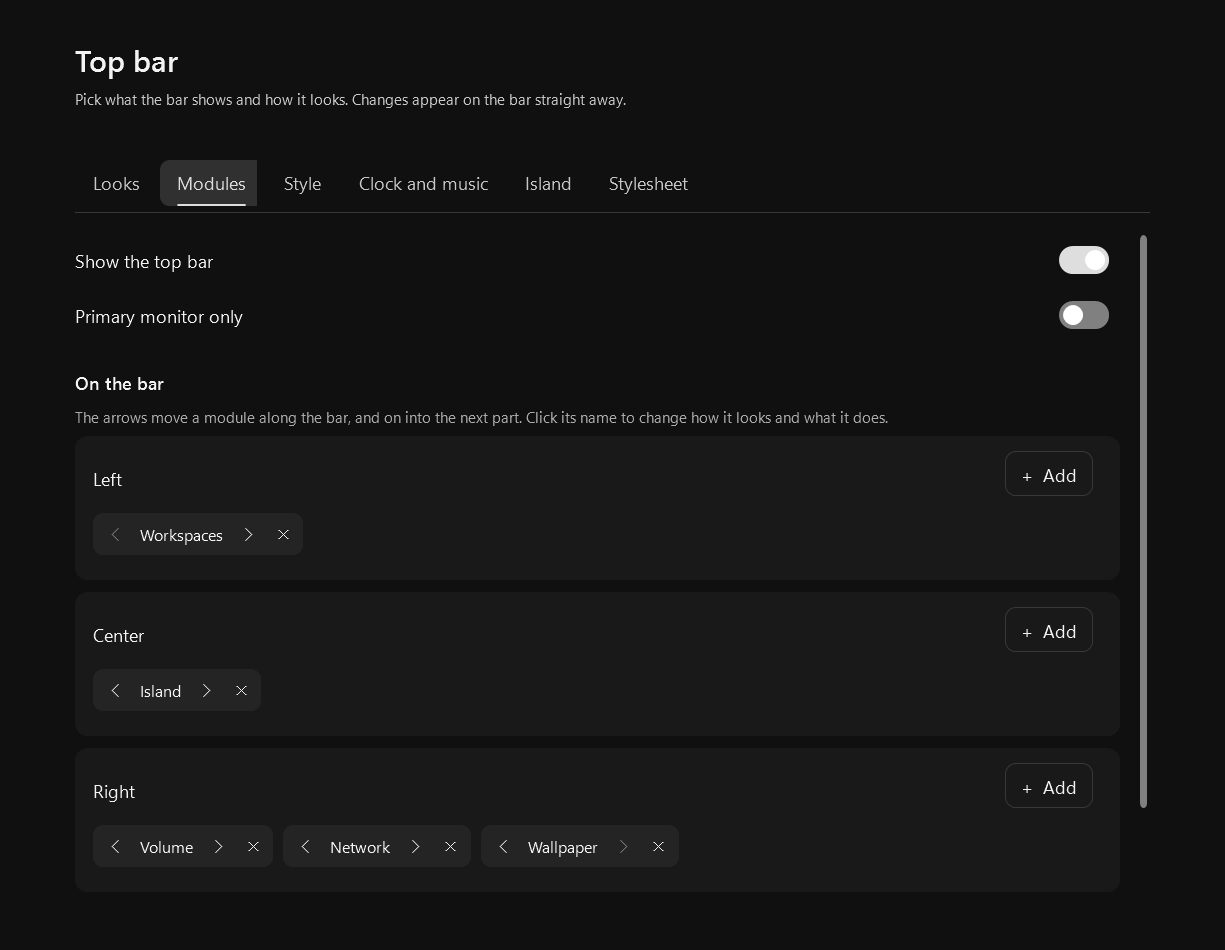 Top bar
Pick what the bar shows and how it looks. Changes appear on the bar straight away.
Looks Modules Style Clock and music Island Stylesheet
Show the top bar
Primary monitor only
On the bar
The arrows move a module along the bar, and on into the next part. Click its name to change how it looks and what it does.
Left + Add
Workspaces
Center + Add
Island
Right + Add
Volume Network Wallpaper